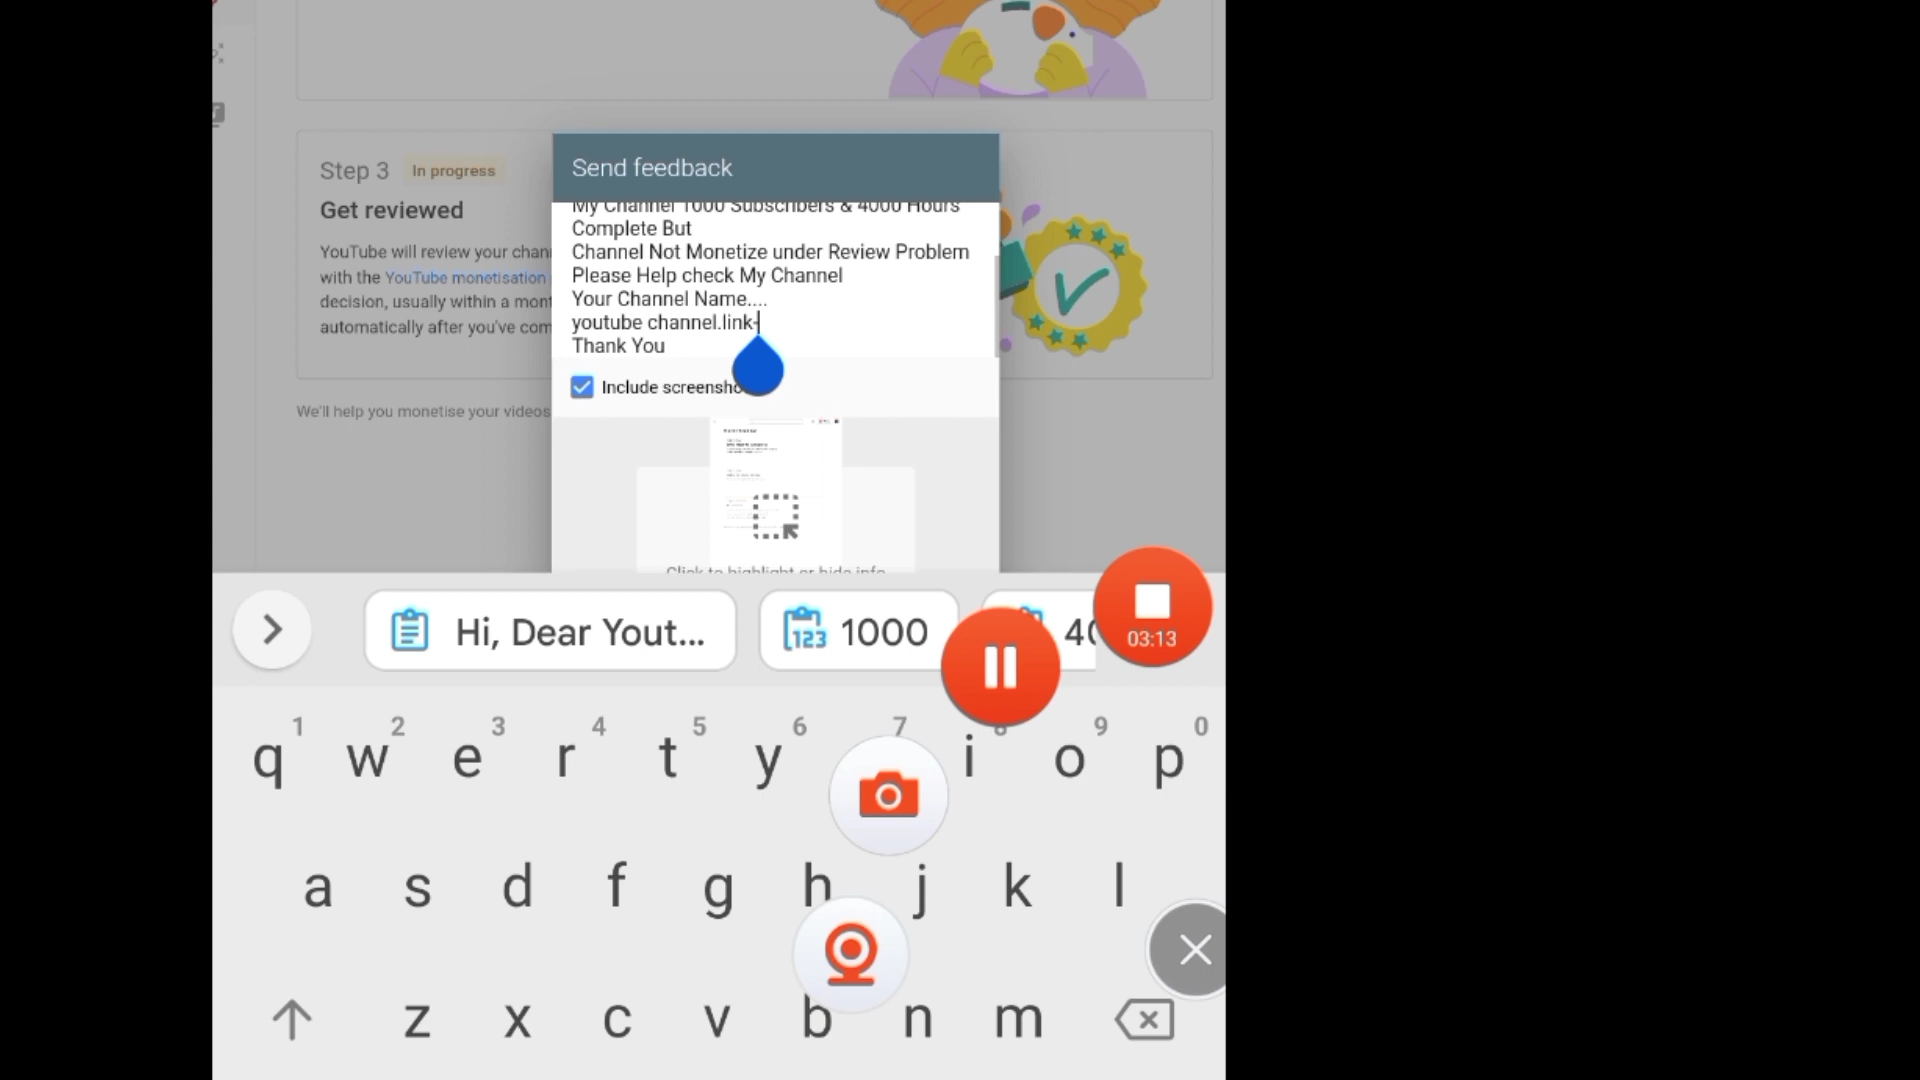 Send feedback
My Channel 1000 Subscribers & 4000 Hours
Complete But
Channel Not Monetize under Review Problem
Please Help check My Channel
Your Channel Name....
youtube channel.link-
Thank You
Include screensho
Click to highlight or hide info
Step 3 In progress
Get reviewed
YouTube will review your chan
with the YouTube monetisation
decision, usually within a mont
automatically after you've com
We'll help you monetise your videos
Hi, Dear Yout...
123 1000
40
03:13
1 2 3 4 5 6 7 8 9 0
q w e r t y i o p
a s d f g h j k l
z x c v b n m